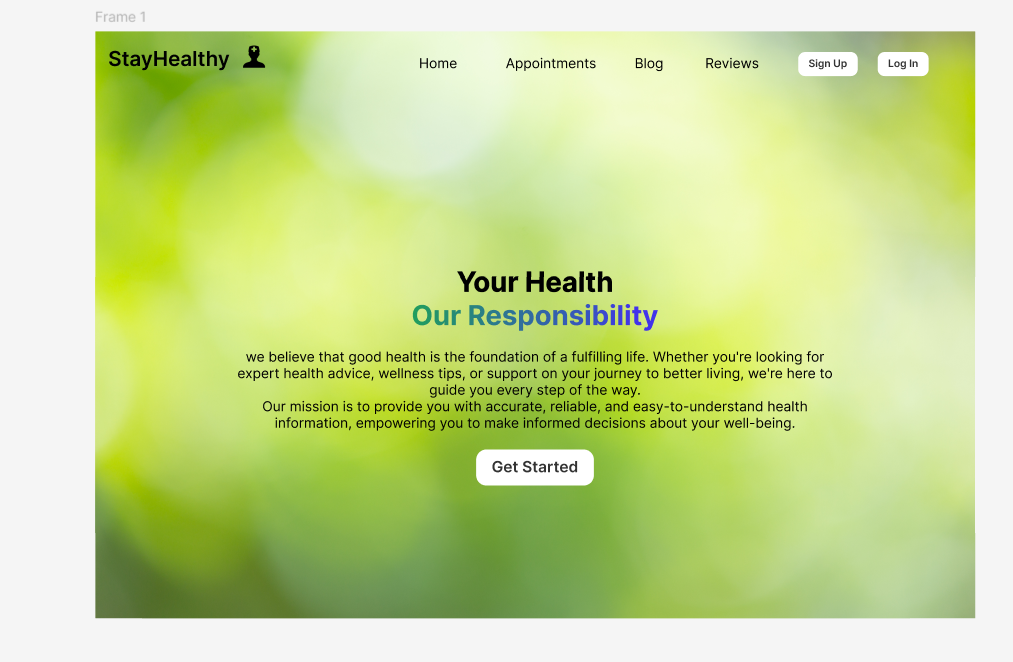 Frame 1
StayHealthy
Home
Appointments
Blog
Reviews
Sign Up
Log In
Your Health
Our Responsibility
we believe that good health is the foundation of a fulfilling life. Whether you're looking for
expert health advice, wellness tips, or support on your journey to better living, we're here to
guide you every step of the way.
Our mission is to provide you with accurate, reliable, and easy-to-understand health
information, empowering you to make informed decisions about your well-being.
Get Started